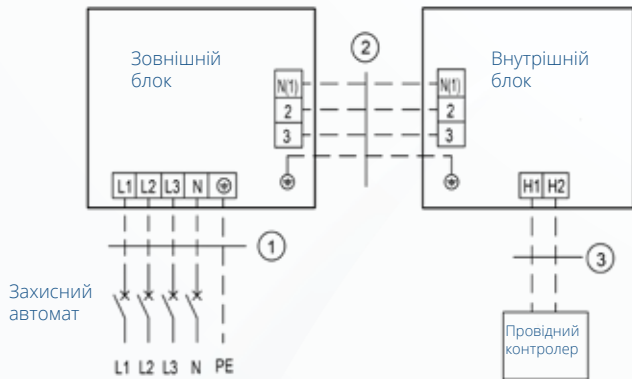 Зовнішній
блок
2
Внутрішній
блок
N(1)
2
3
N(1)
2
3
L1 L2 L3 N
H1 H2
1
3
Захисний
автомат
L1 L2 L3 N PE
Провідний
контролер